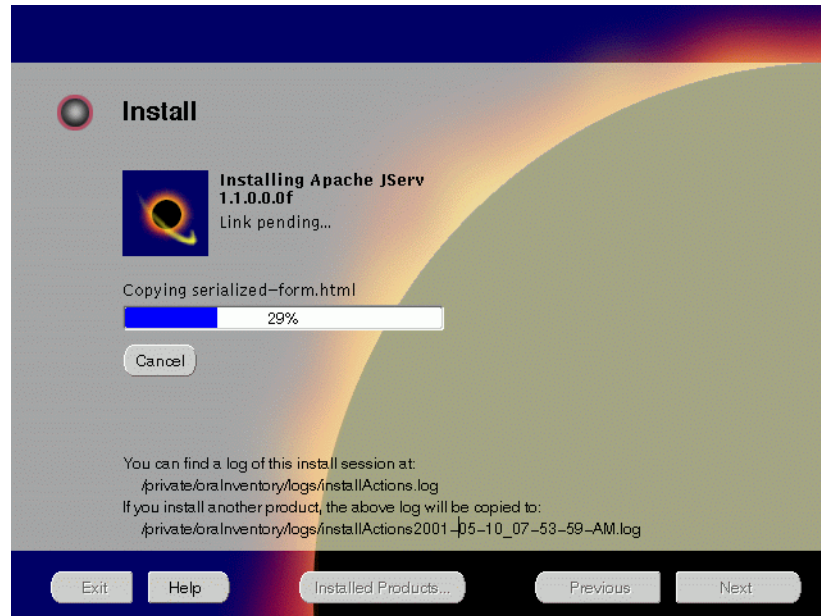 Install
Installing Apache JServ
1.1.0.0.0f
Link pending...
Copying serialized-form.html
29%
Cancel
You can find a log of this install session at:
/private/oraInventory/logs/installActions.log
If you install another product, the above log will be copied to:
/private/oraInventory/logs/installActions2001-05-10_07-53-59-AM.log
Exit
Help
Installed Products...
Previous
Next